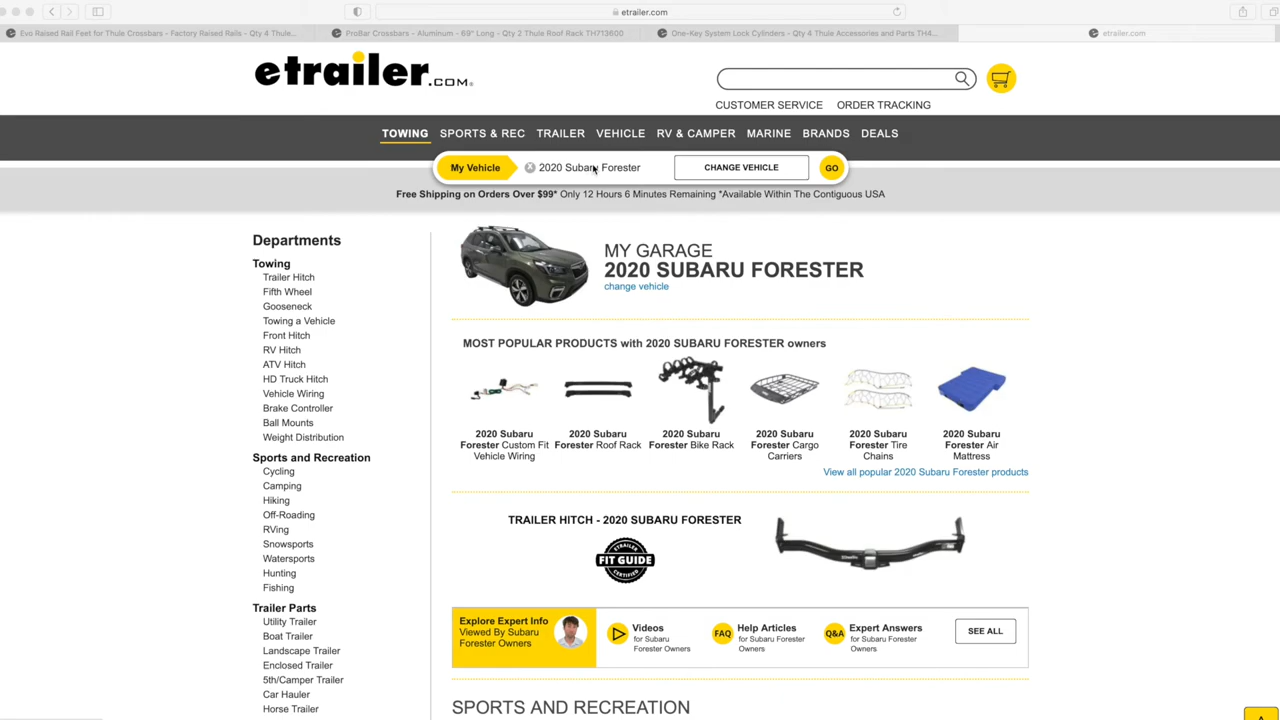 etrailer.com
Evo Raised Rail Feet for Thule Crossbars - Factory Raised Rails - Qty 4 Thule...
ProBar Crossbars - Aluminum - 69" Long - Qty 2 Thule Roof Rack TH713600
One-Key System Lock Cylinders - Qty 4 Thule Accessories and Parts TH4...
etrailer.com
etrailer.COM
CUSTOMER SERVICE ORDER TRACKING
TOWING SPORTS & REC TRAILER VEHICLE RV & CAMPER MARINE BRANDS DEALS
My Vehicle 2020 Subaru Forester CHANGE VEHICLE GO
Free Shipping on Orders Over $99* Only 12 Hours 6 Minutes Remaining *Available Within The Contiguous USA
Departments
Towing
Trailer Hitch
Fifth Wheel
Gooseneck
Towing a Vehicle
Front Hitch
RV Hitch
ATV Hitch
HD Truck Hitch
Vehicle Wiring
Brake Controller
Ball Mounts
Weight Distribution
Sports and Recreation
Cycling
Camping
Hiking
Off-Roading
RVing
Snowsports
Watersports
Hunting
Fishing
Trailer Parts
Utility Trailer
Boat Trailer
Landscape Trailer
Enclosed Trailer
5th/Camper Trailer
Car Hauler
Horse Trailer
MY GARAGE
2020 SUBARU FORESTER
change vehicle
MOST POPULAR PRODUCTS with 2020 SUBARU FORESTER owners
2020 Subaru
Forester Custom Fit
Vehicle Wiring
2020 Subaru
Forester Roof Rack
2020 Subaru
Forester Bike Rack
2020 Subaru
Forester Cargo
Carriers
2020 Subaru
Forester Tire
Chains
2020 Subaru
Forester Air
Mattress
View all popular 2020 Subaru Forester products
TRAILER HITCH - 2020 SUBARU FORESTER
ETRAILER
FIT GUIDE
CERTIFIED
Explore Expert Info
Viewed By Subaru
Forester Owners
Videos
for Subaru
Forester Owners
FAQ
Help Articles
for Subaru Forester
Owners
Q&A
Expert Answers
for Subaru Forester
Owners
SEE ALL
SPORTS AND RECREATION